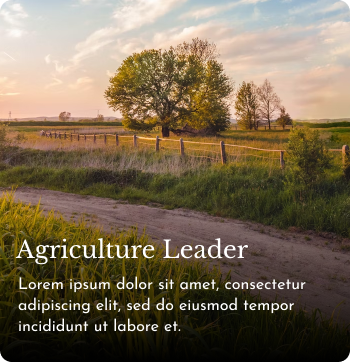 Agriculture Leader
Lorem ipsum dolor sit amet, consectetur
adipiscing elit, sed do eiusmod tempor
incididunt ut labore et.